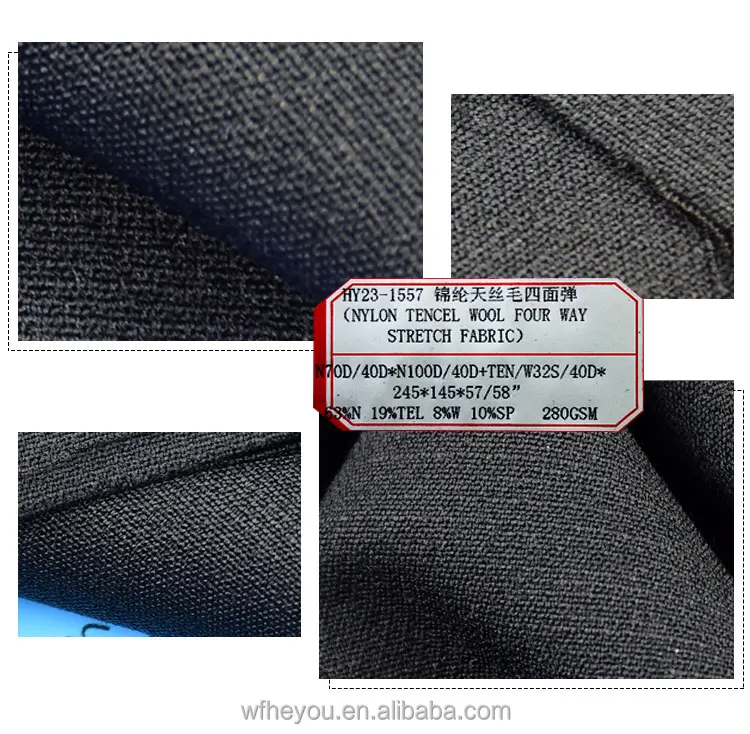 HY23-1557 锦纶天丝毛四面弹
(NYLON TENCEL WOOL FOUR WAY
STRETCH FABRIC)
N70D/40D*N100D/40D+TEN/W32S/40D*
245*145*57/58”
63%N 19%TEL 8%W 10%SP 280GSM
wfheyou.en.alibaba.com